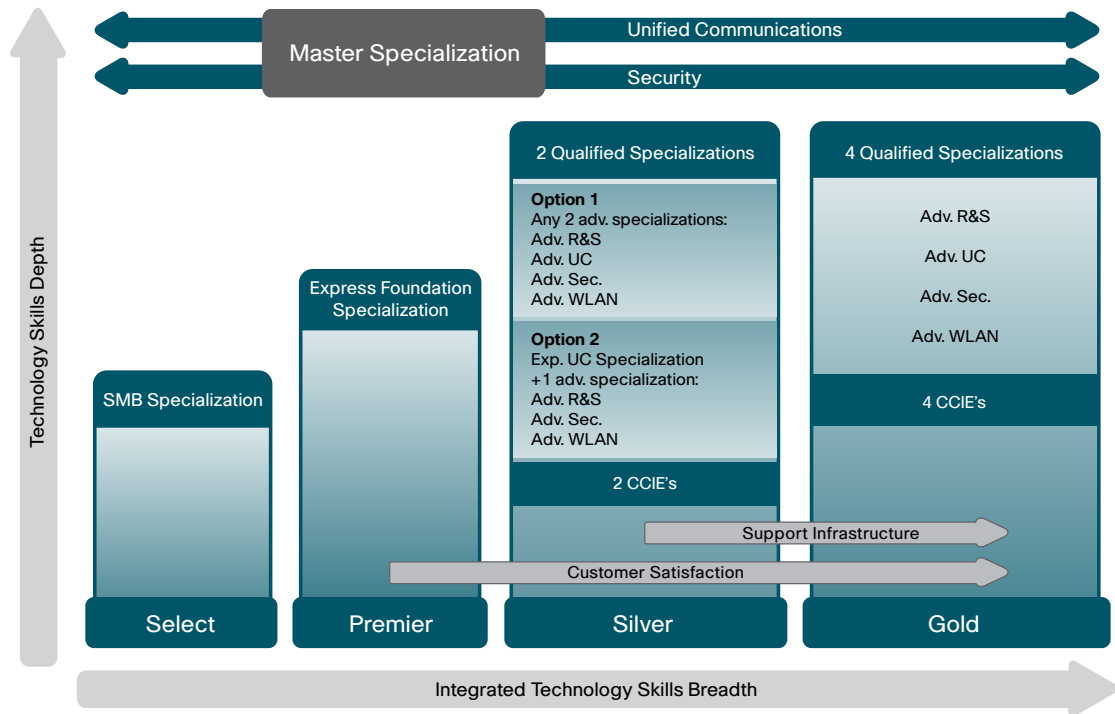 Unified Communications
Master Specialization
Security
Technology Skills Depth
SMB Specialization
Select
Express Foundation
Specialization
Premier
2 Qualified Specializations
Option 1
Any 2 adv. specializations:
Adv. R&S
Adv. UC
Adv. Sec.
Adv. WLAN
Option 2
Exp. UC Specialization
+1 adv. specialization:
Adv. R&S
Adv. Sec.
Adv. WLAN
2 CCIE's
Silver
4 Qualified Specializations
Adv. R&S
Adv. UC
Adv. Sec.
Adv. WLAN
4 CCIE's
Gold
Support Infrastructure
Customer Satisfaction
Integrated Technology Skills Breadth